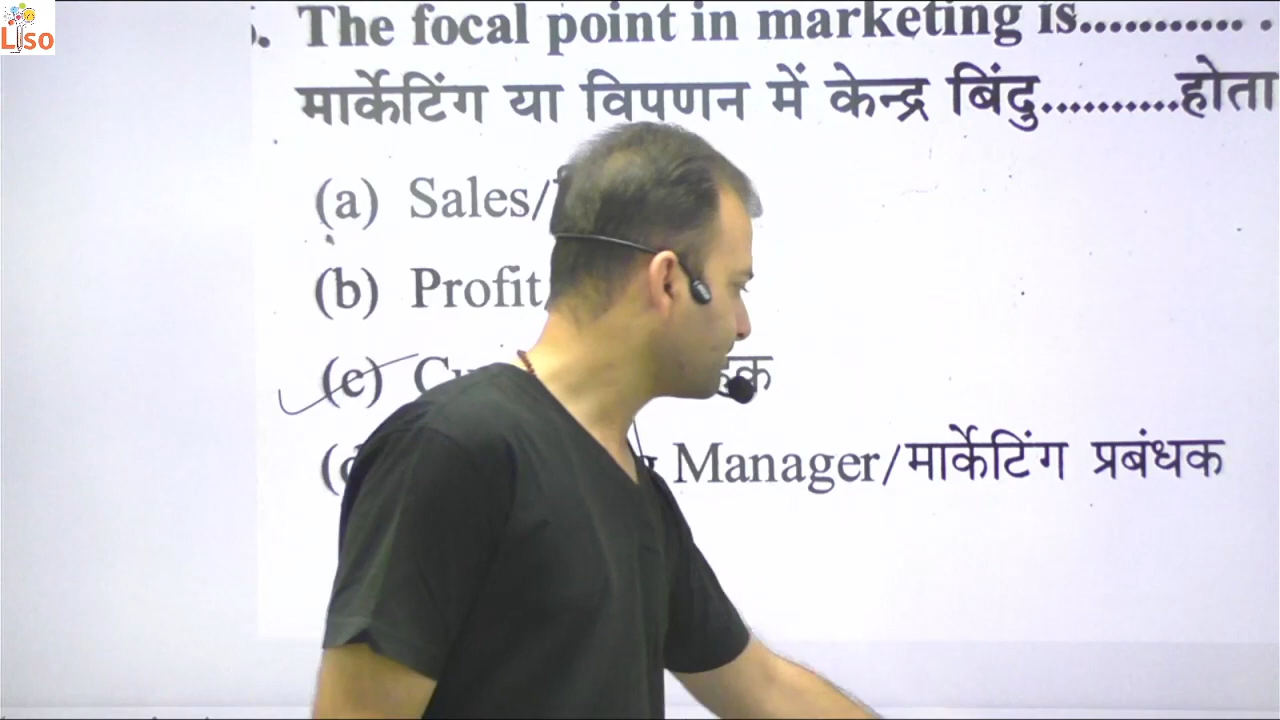 Liso
The focal point in marketing is........... .
मार्केटिंग या विपणन में केन्द्र बिंदु..........होता
(a) Sales/
(b) Profit/
(c)
(d) Manager/मार्केटिंग प्रबंधक